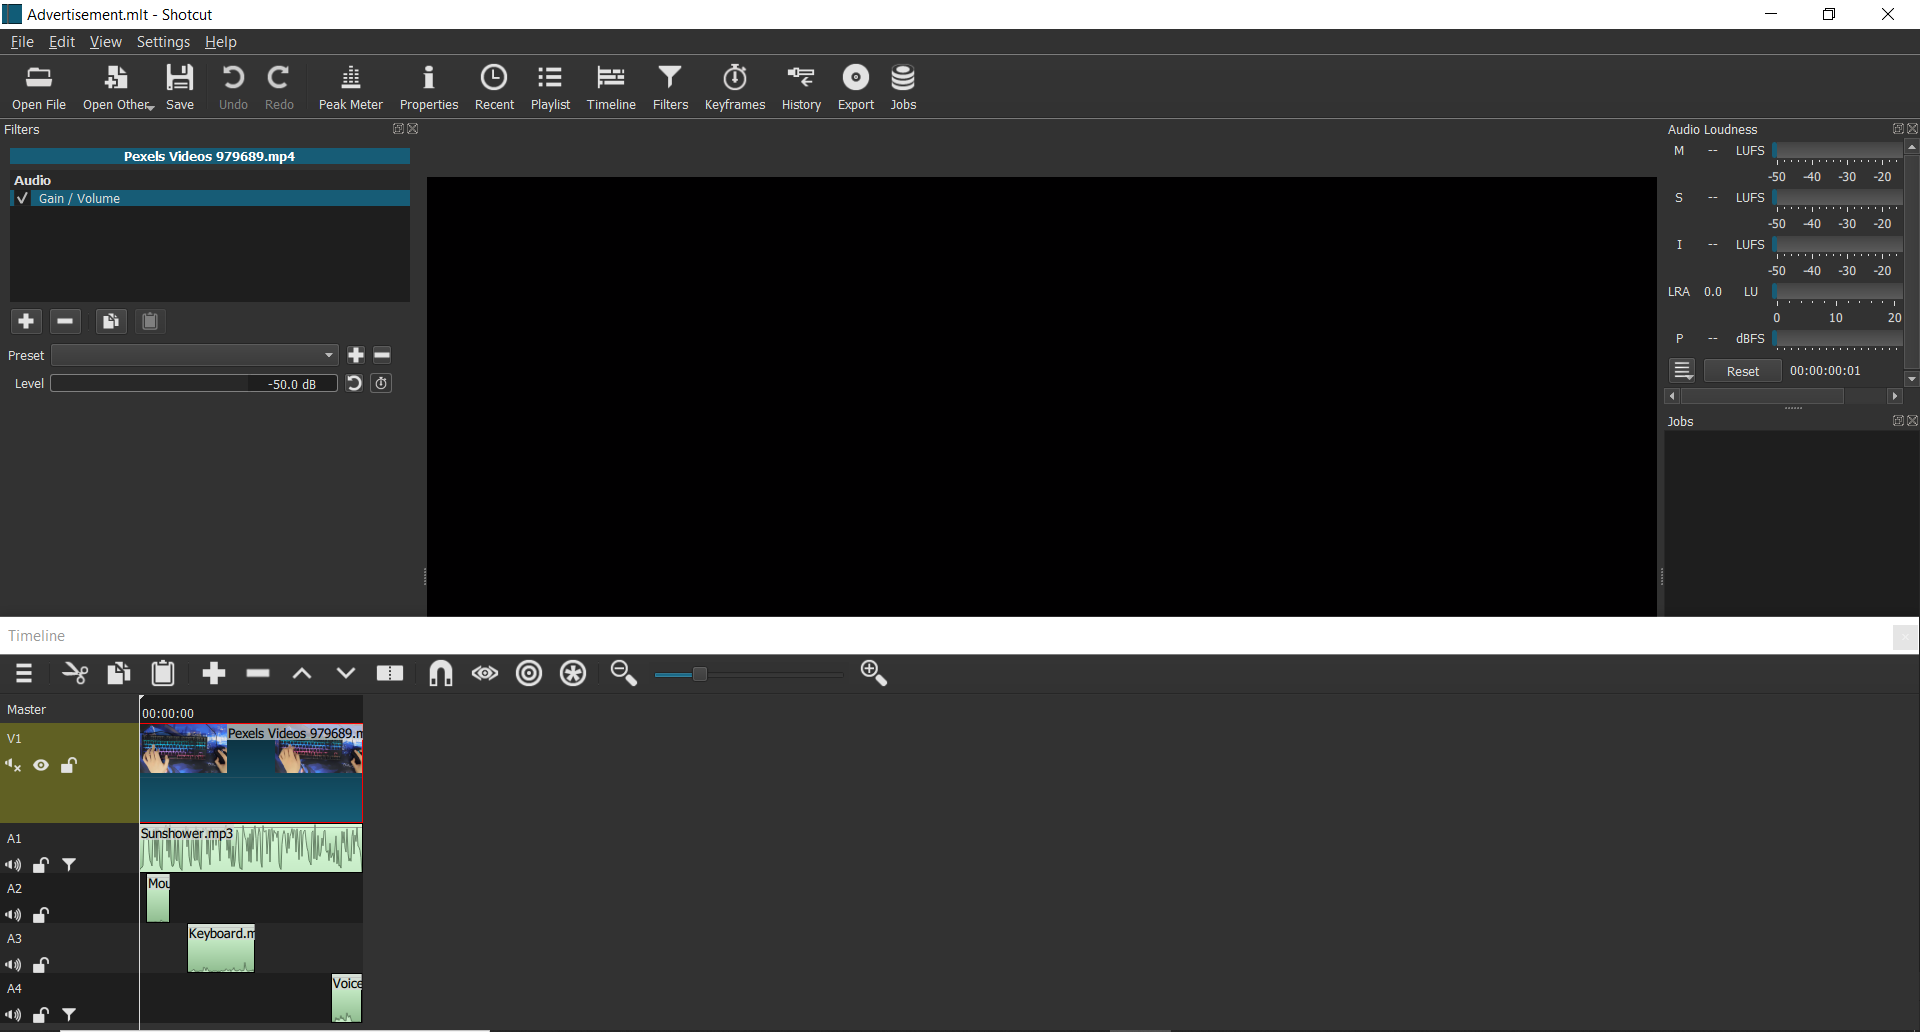 Advertisement.mlt - Shotcut
File Edit View Settings Help
Open File Open Other Save Undo Redo Peak Meter Properties Recent Playlist Timeline Filters Keyframes History Export Jobs
Filters
Pexels Videos 979689.mp4
Audio
Gain / Volume
Preset
Level -50.0 dB
Audio Loudness
M -- LUFS
-50 -40 -30 -20
S -- LUFS
-50 -40 -30 -20
I -- LUFS
-50 -40 -30 -20
LRA 0.0 LU
0 10 20
P -- dBFS
Reset 00:00:00:01
Jobs
Timeline
Master
00:00:00
V1
Pexels Videos 979689.m
A1
Sunshower.mp3
A2
Mou
A3
Keyboard.m
A4
Voice